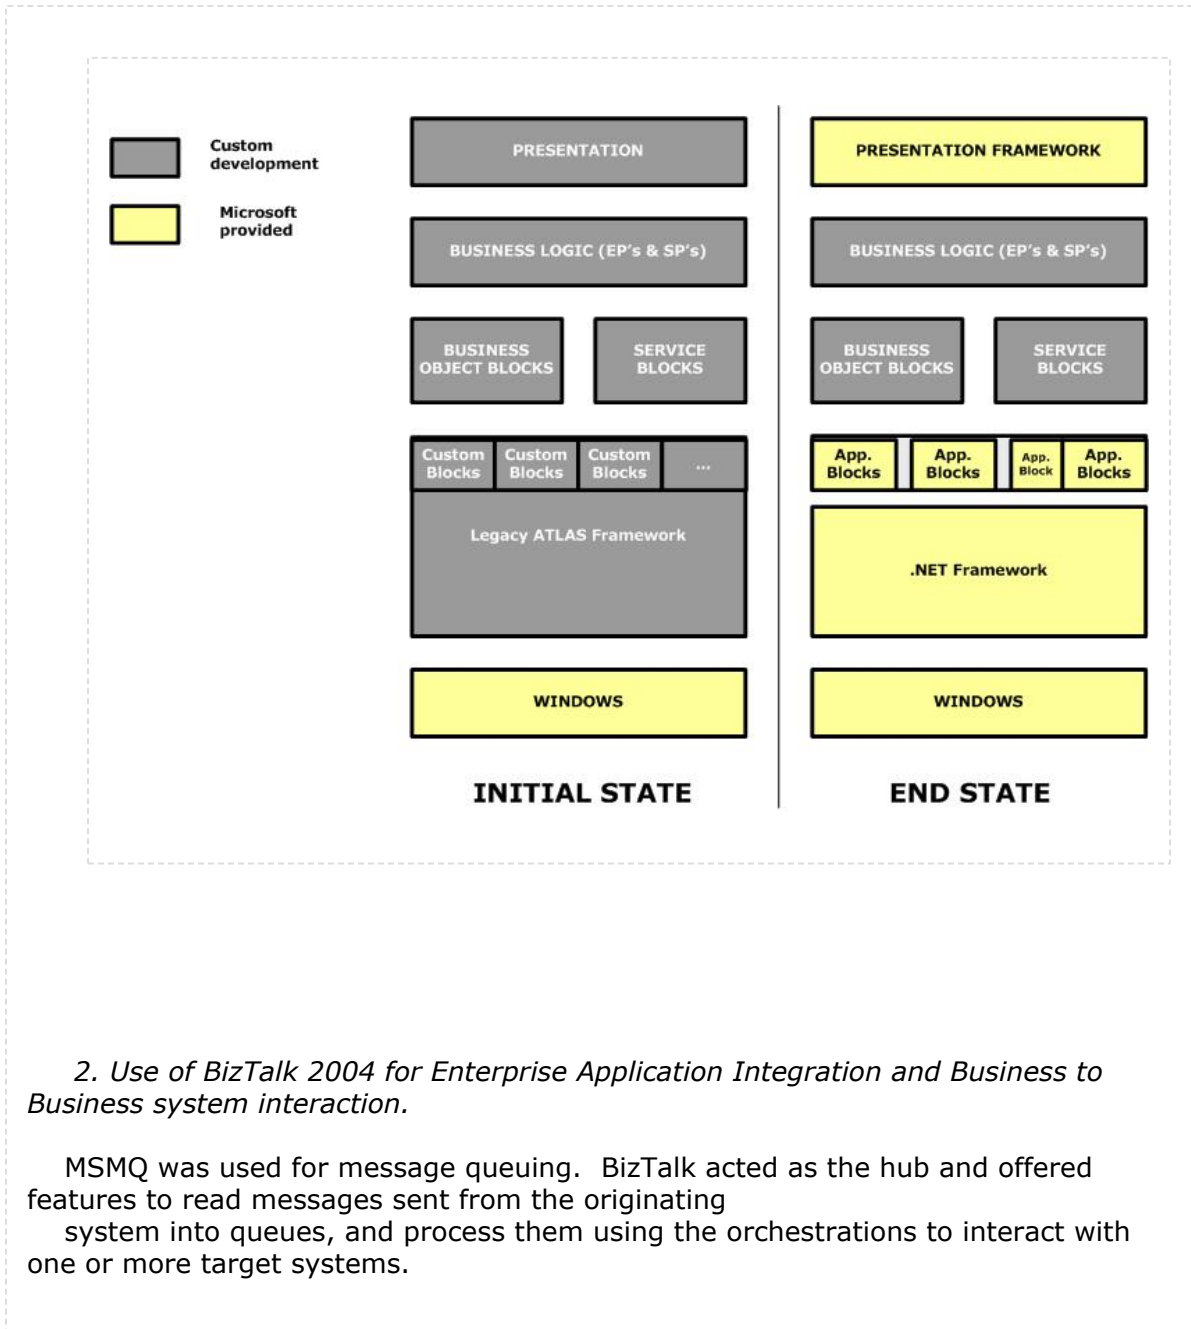 Custom
development
Microsoft
provided
PRESENTATION
BUSINESS LOGIC (EP's & SP's)
BUSINESS
OBJECT BLOCKS
SERVICE
BLOCKS
Custom
Blocks
Custom
Blocks
Custom
Blocks
...
Legacy ATLAS Framework
WINDOWS
INITIAL STATE
PRESENTATION FRAMEWORK
BUSINESS LOGIC (EP's & SP's)
BUSINESS
OBJECT BLOCKS
SERVICE
BLOCKS
App.
Blocks
App.
Blocks
App.
Block
App.
Blocks
.NET Framework
WINDOWS
END STATE
2. Use of BizTalk 2004 for Enterprise Application Integration and Business to
Business system interaction.
MSMQ was used for message queuing. BizTalk acted as the hub and offered
features to read messages sent from the originating
system into queues, and process them using the orchestrations to interact with
one or more target systems.